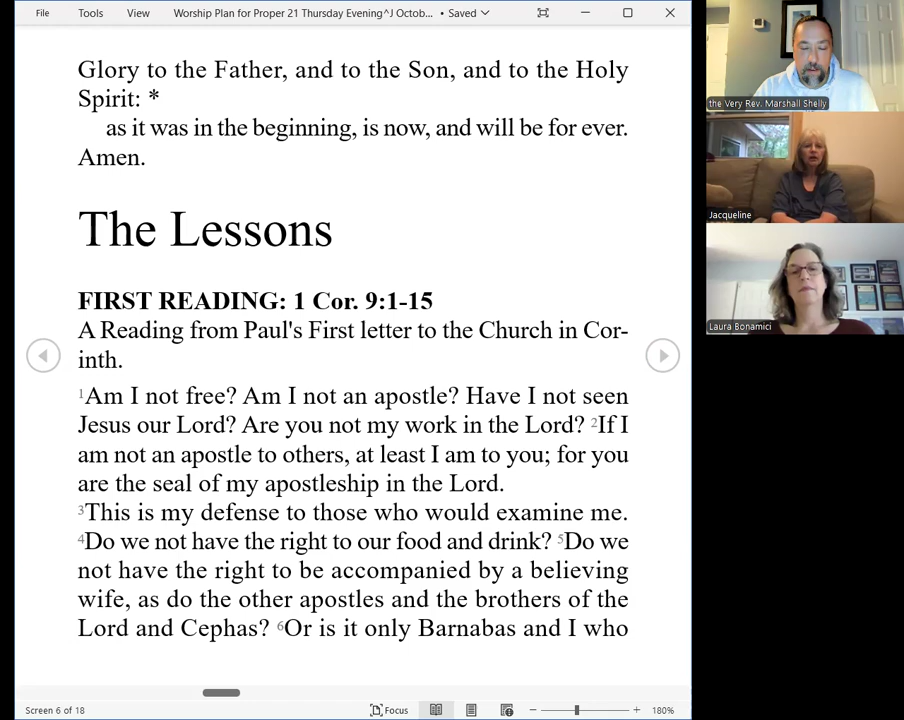 File Tools View Worship Plan for Proper 21 Thursday Evening^J Octob... • Saved
Glory to the Father, and to the Son, and to the Holy
Spirit: *
as it was in the beginning, is now, and will be for ever.
Amen.
The Lessons
FIRST READING: 1 Cor. 9:1-15
A Reading from Paul's First letter to the Church in Cor-
inth.
1Am I not free? Am I not an apostle? Have I not seen
Jesus our Lord? Are you not my work in the Lord? 2If I
am not an apostle to others, at least I am to you; for you
are the seal of my apostleship in the Lord.
3This is my defense to those who would examine me.
4Do we not have the right to our food and drink? 5Do we
not have the right to be accompanied by a believing
wife, as do the other apostles and the brothers of the
Lord and Cephas? 6Or is it only Barnabas and I who
Screen 6 of 18
Focus
180%
the Very Rev. Marshall Shelly
Jacqueline
Laura Bonamici